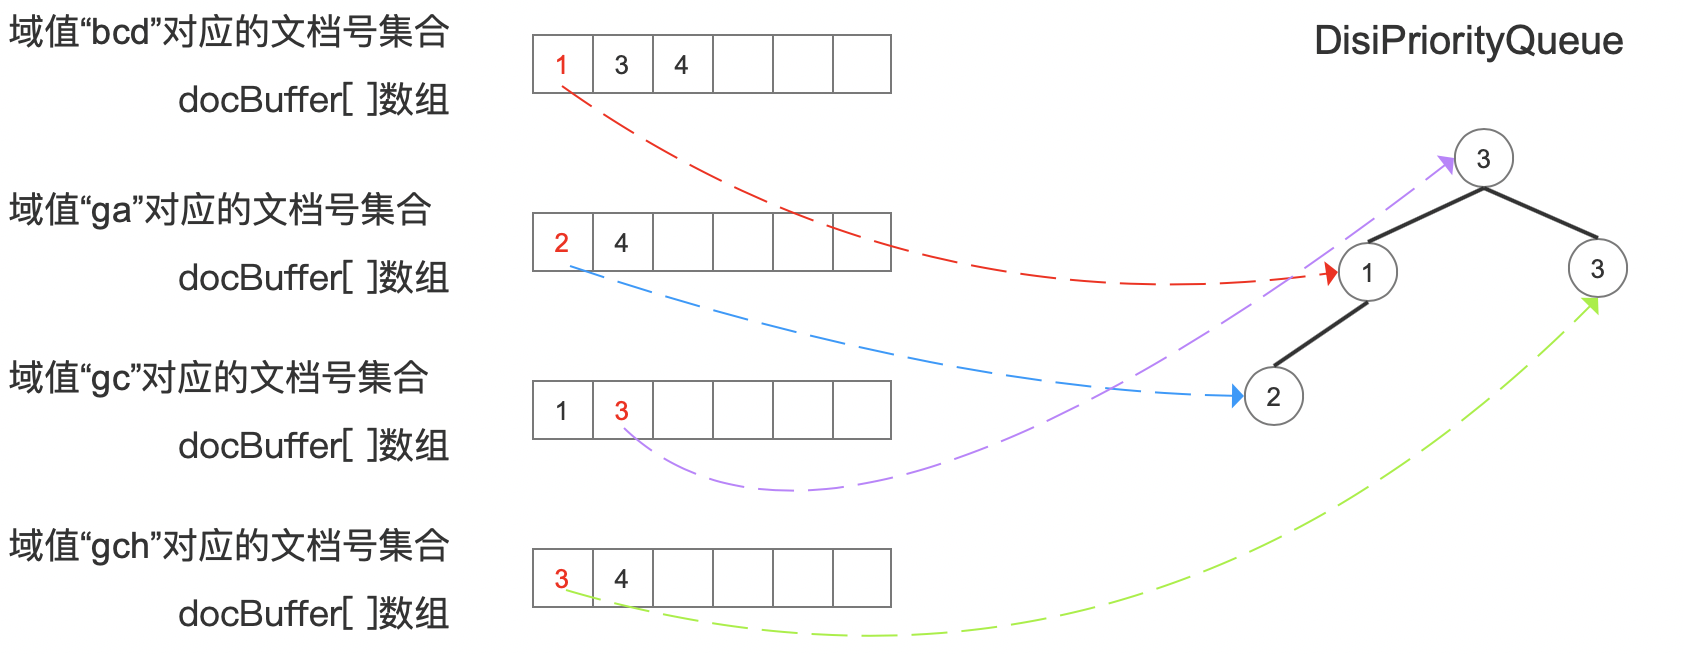 域值“bcd”对应的文档号集合
docBuffer[ ]数组
1 3 4
DisiPriorityQueue
域值“ga”对应的文档号集合
docBuffer[ ]数组
2 4
域值“gc”对应的文档号集合
docBuffer[ ]数组
1 3
域值“gch”对应的文档号集合
docBuffer[ ]数组
3 4
3
1
3
2